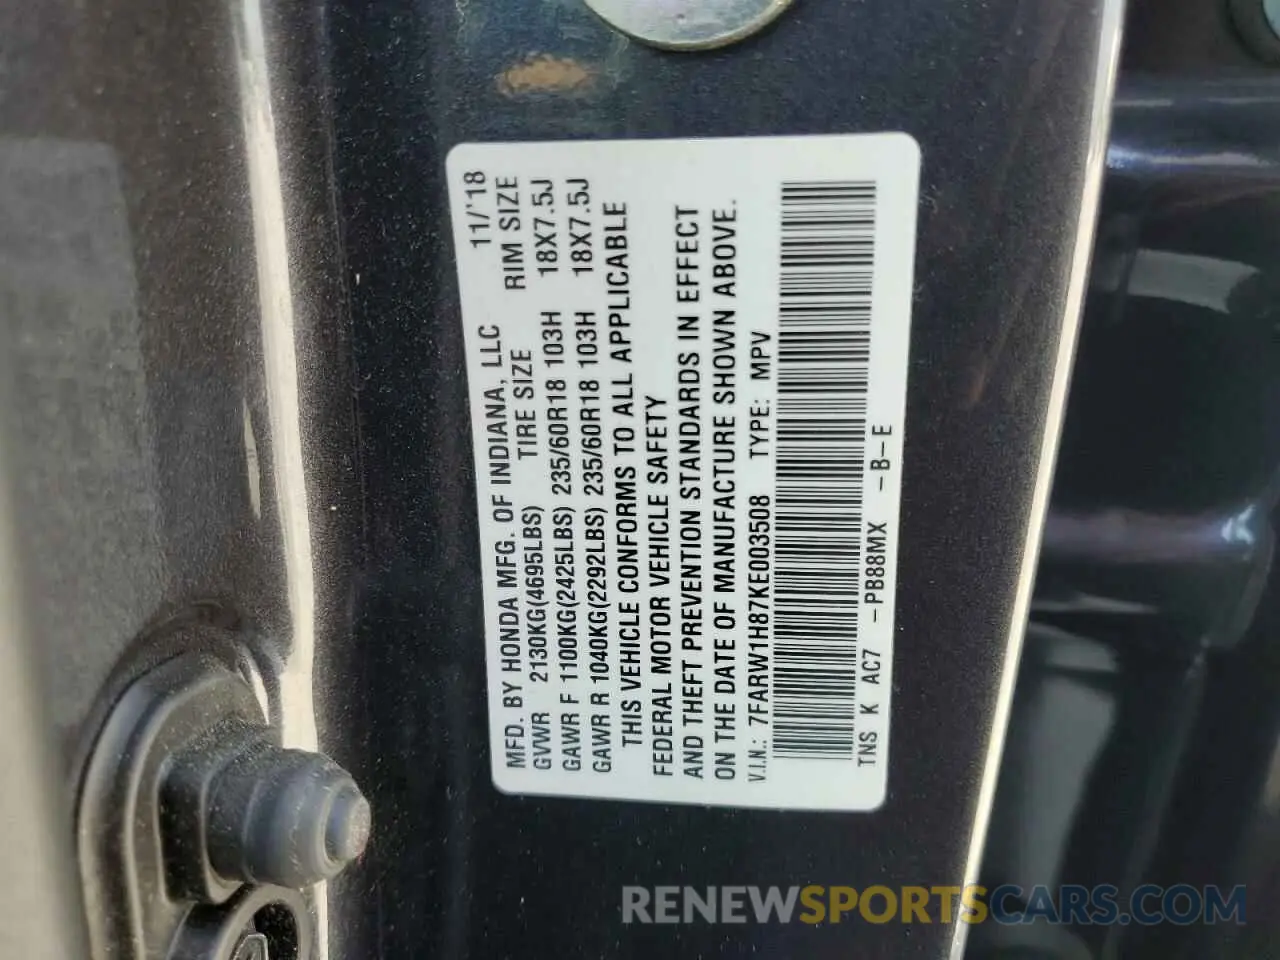 MFD. BY HONDA MFG. OF INDIANA, LLC 11/'18
GVWR 2130KG(4695LBS) TIRE SIZE RIM SIZE
GAWR F 1100KG(2425LBS) 235/60R18 103H 18X7.5J
GAWR R 1040KG(2292LBS) 235/60R18 103H 18X7.5J
THIS VEHICLE CONFORMS TO ALL APPLICABLE
FEDERAL MOTOR VEHICLE SAFETY
AND THEFT PREVENTION STANDARDS IN EFFECT
ON THE DATE OF MANUFACTURE SHOWN ABOVE.
V.I.N.: 7FARW1H87KE003508 TYPE: MPV
TNS K AC7 -PB88MX -B-E
RENEWSPORTSCARS.COM